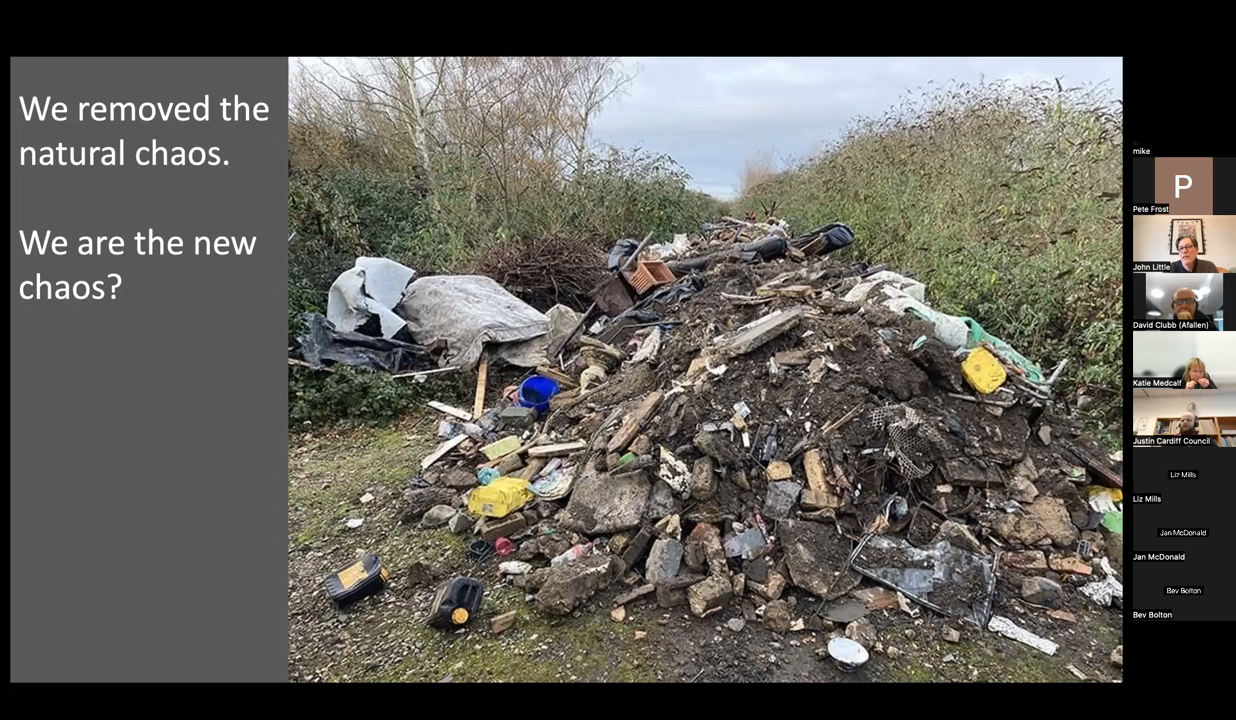 We removed the
natural chaos.
We are the new
chaos?
mike
P
Pete Frost
John Little
David Clubb (Afallen)
Katie Medcalf
Justin Cardiff Council
Liz Mills
Liz Mills
Jan McDonald
Jan McDonald
Bev Bolton
Bev Bolton